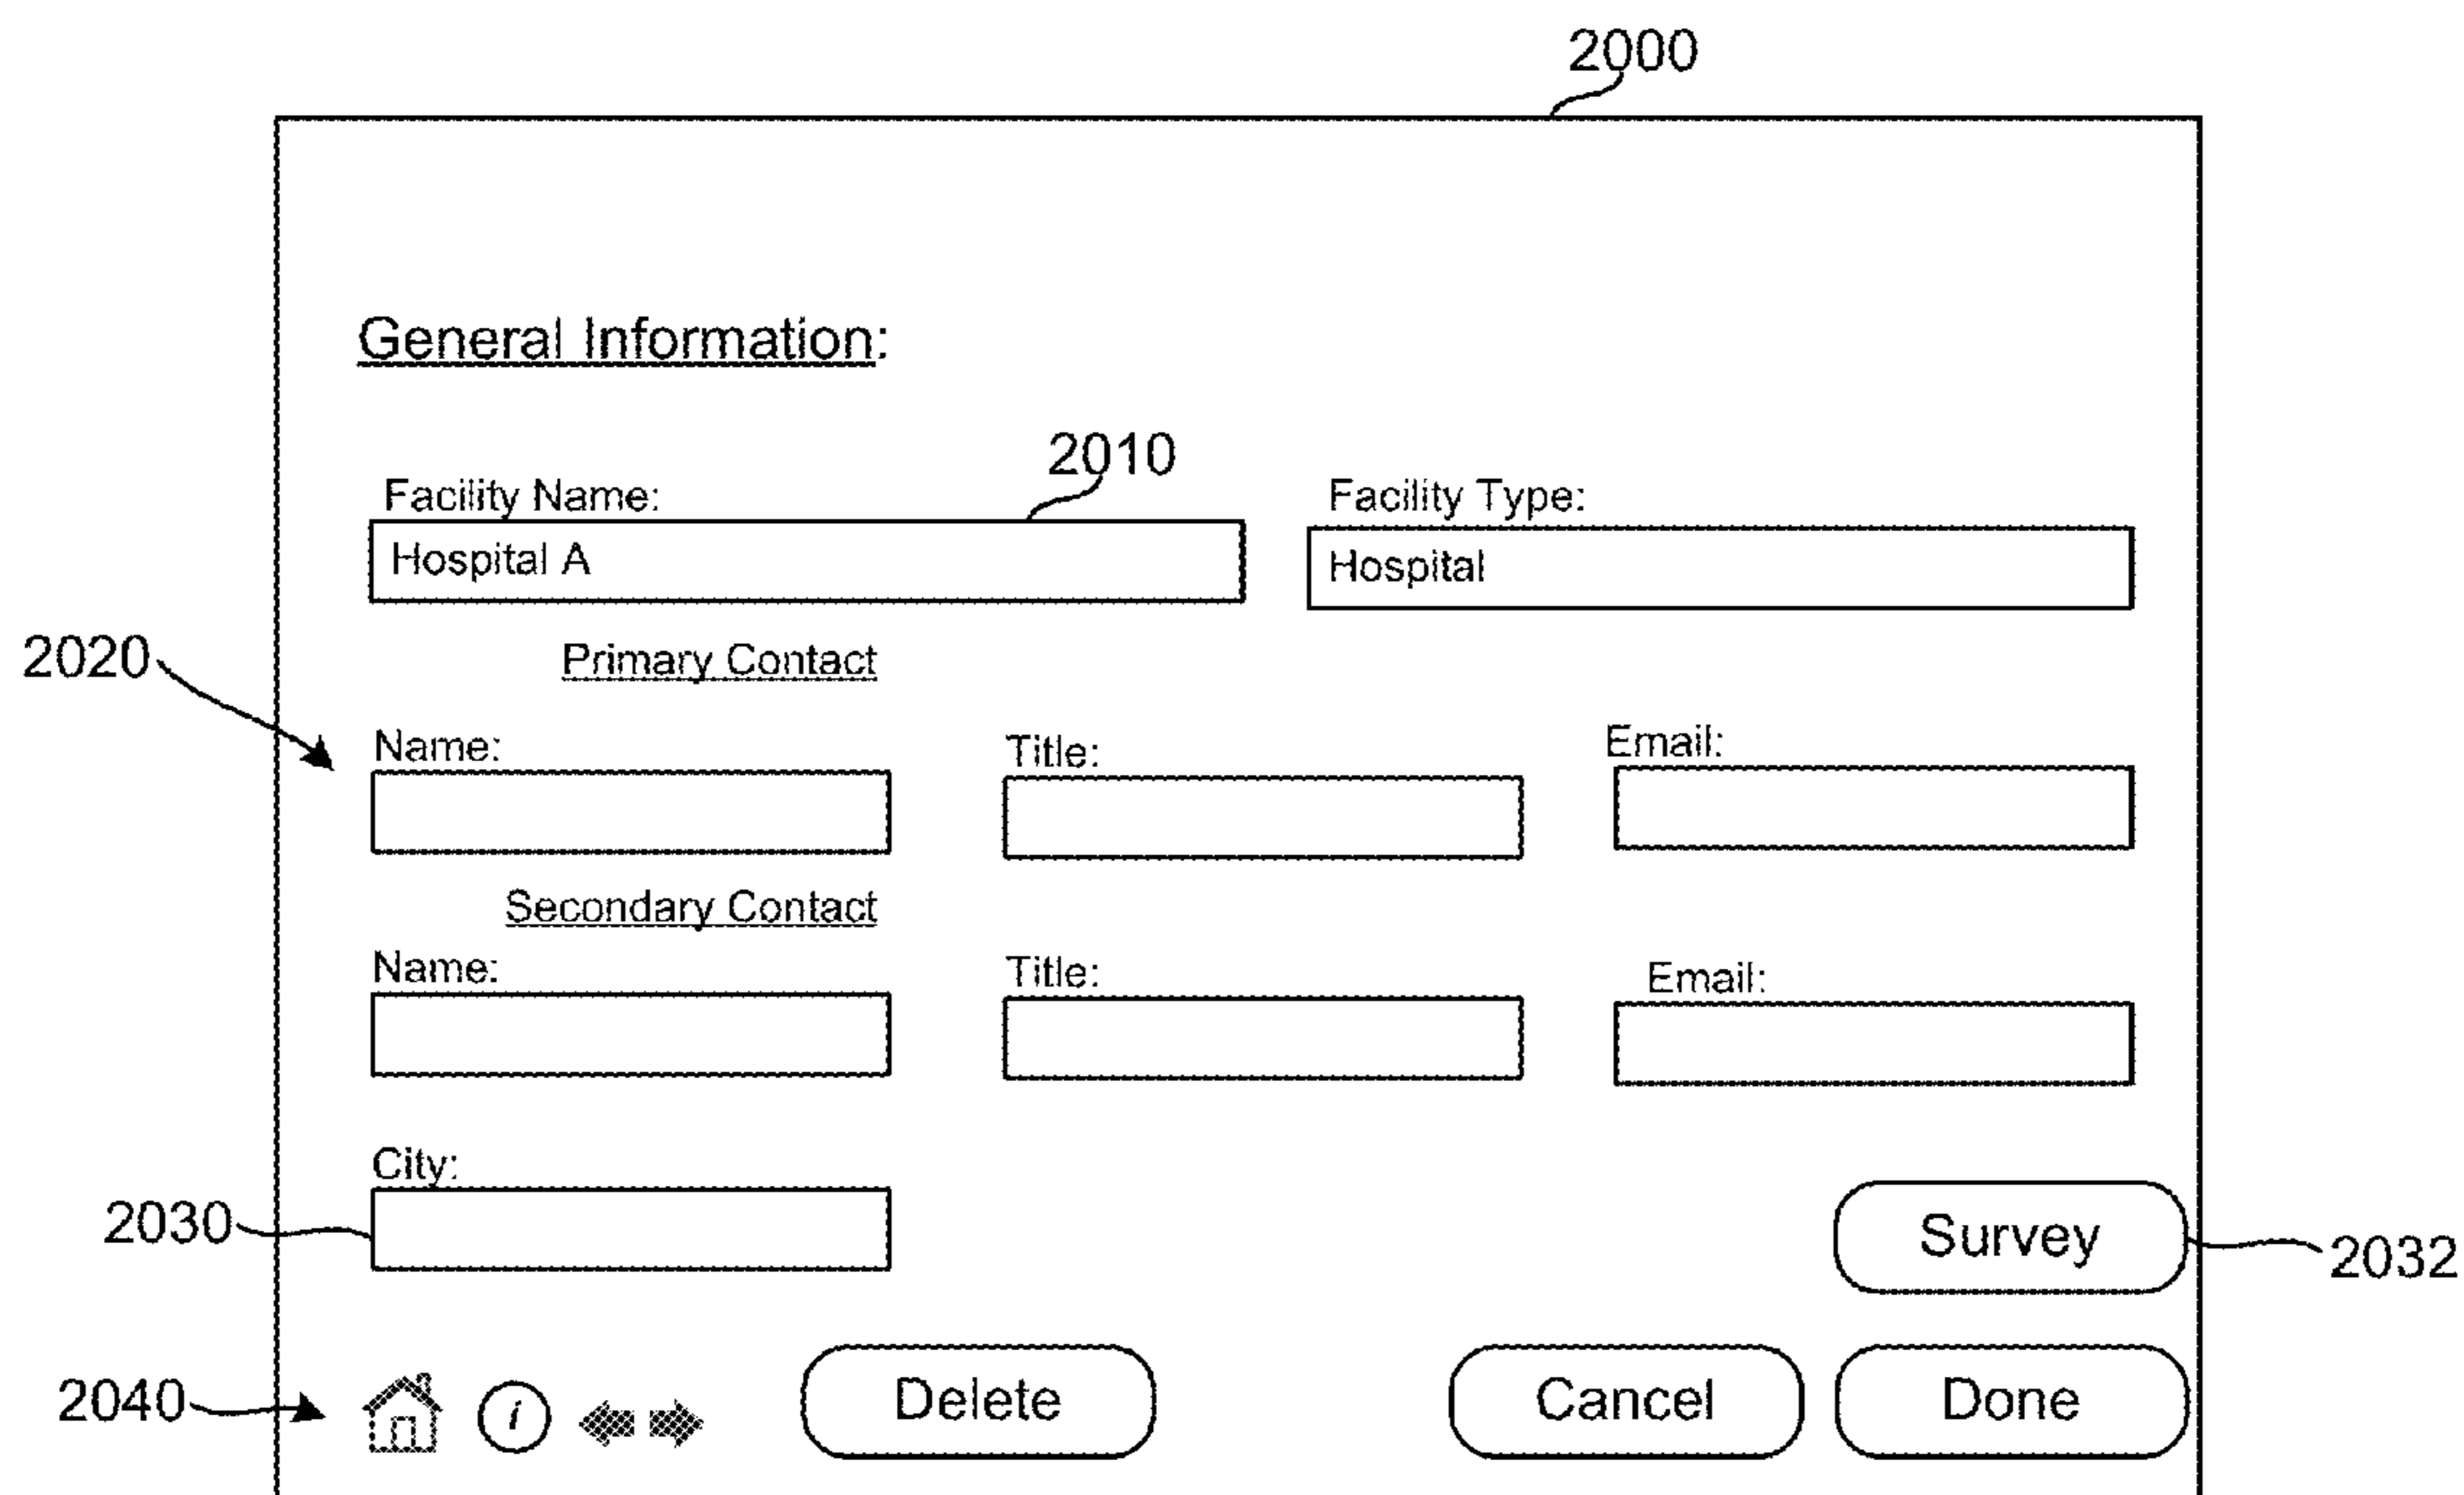 2000
General Information:
2010
Facility Name: Facility Type:
Hospital A Hospital
2020
Primary Contact
Name: Title: Email:
Secondary Contact
Name: Title: Email:
City:
2030 Survey 2032
2040 i Delete Cancel Done